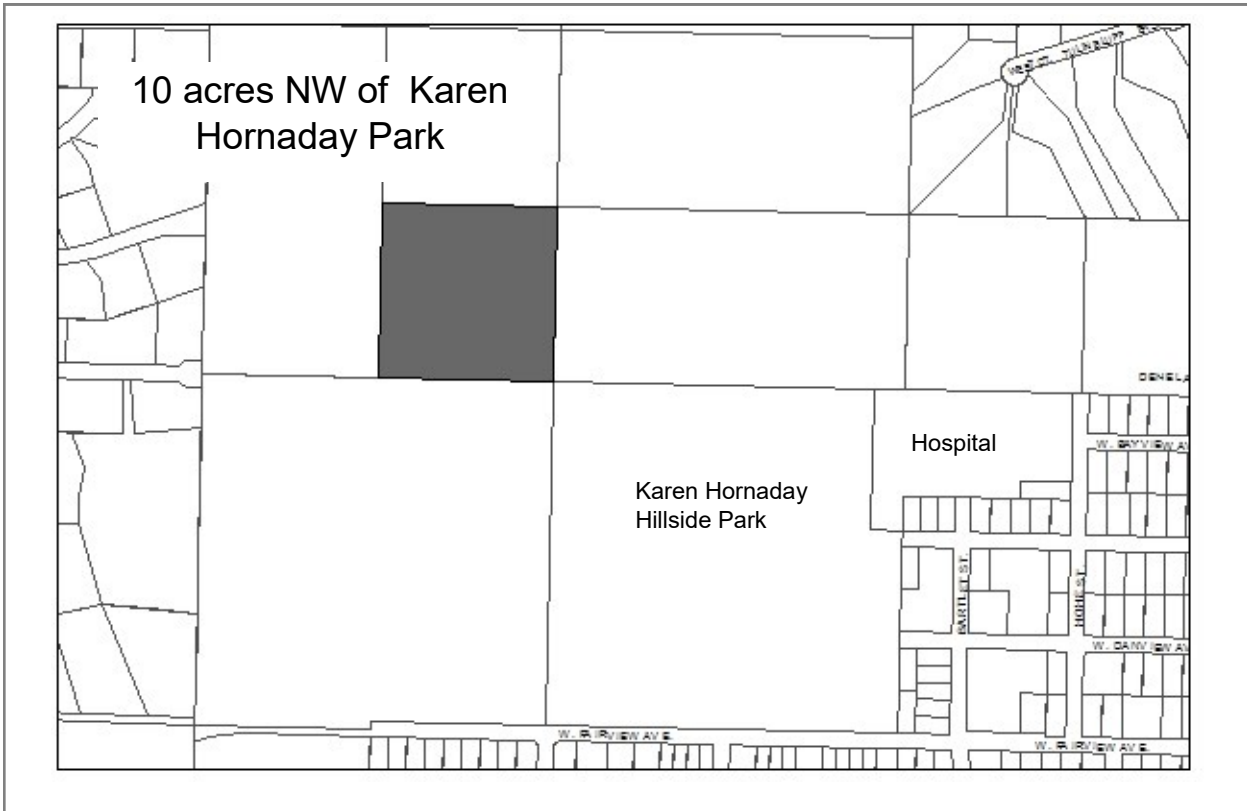 10 acres NW of Karen
Hornaday Park
Hospital
W. BAYVIEW AV
Karen Hornaday
Hillside Park
BARTLETT ST.
HOHE ST.
W. DANVIEW AV
W. FAIRVIEW AVE.
W. FAIRVIEW AVE.